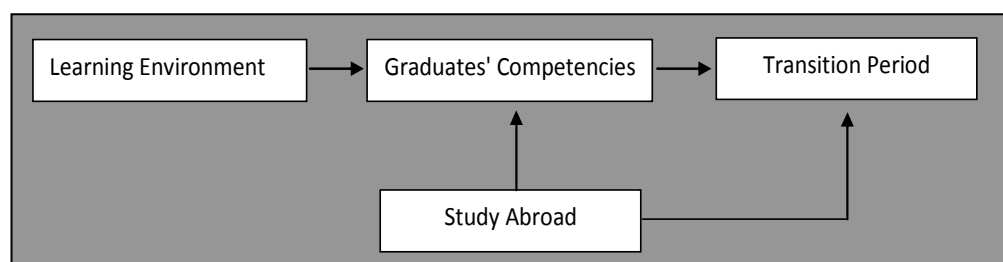 Learning Environment
Graduates' Competencies
Transition Period
Study Abroad